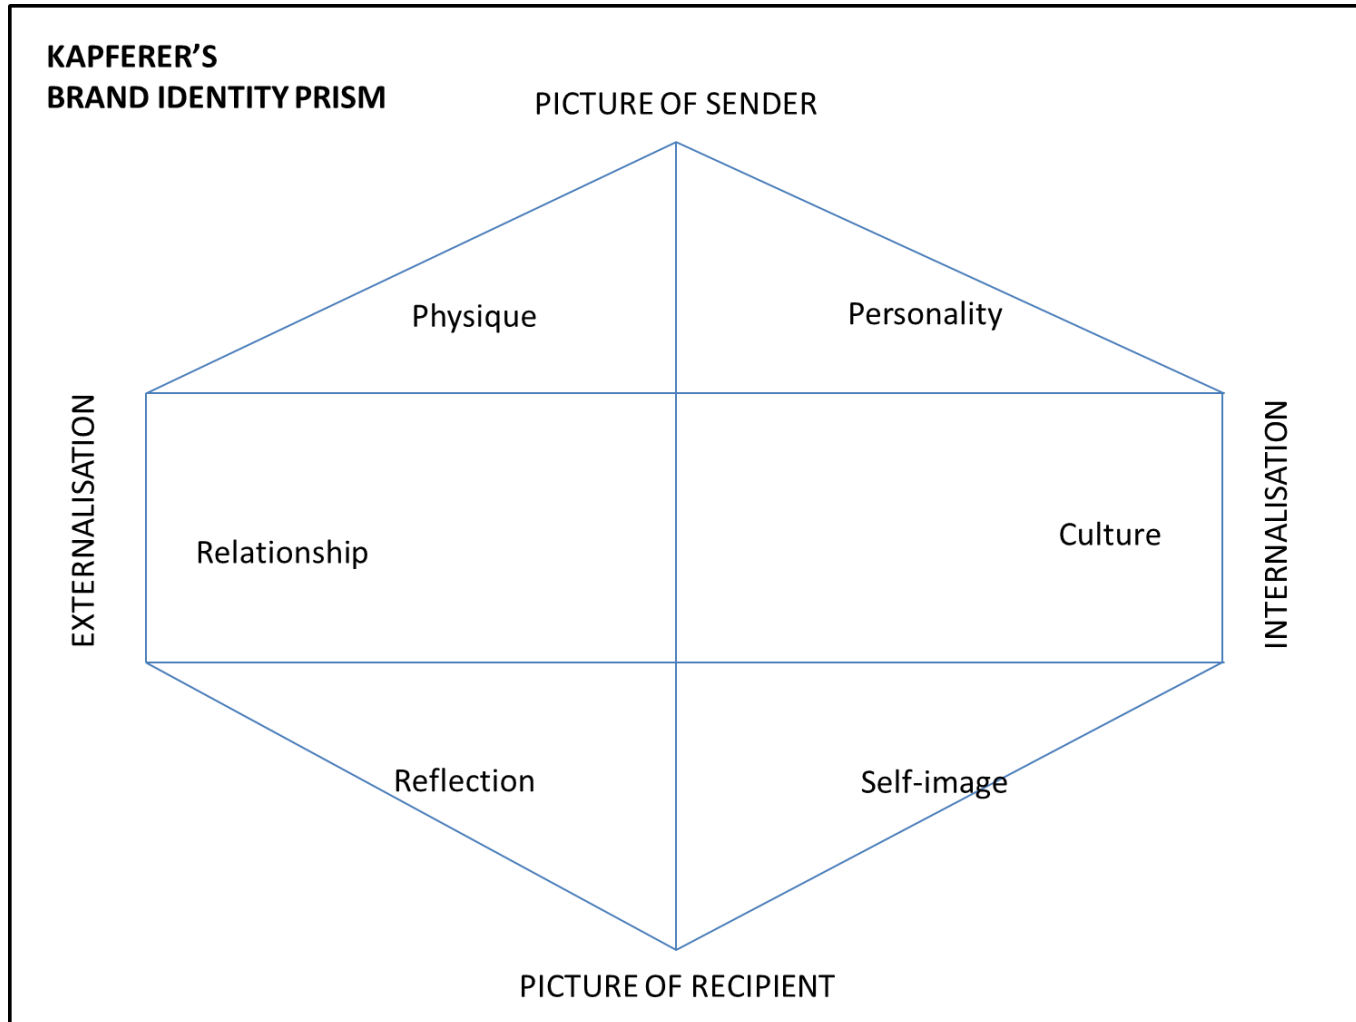 KAPFERER’S
BRAND IDENTITY PRISM
PICTURE OF SENDER
Physique
Personality
EXTERNALISATION
INTERNALISATION
Relationship
Culture
Reflection
Self-image
PICTURE OF RECIPIENT